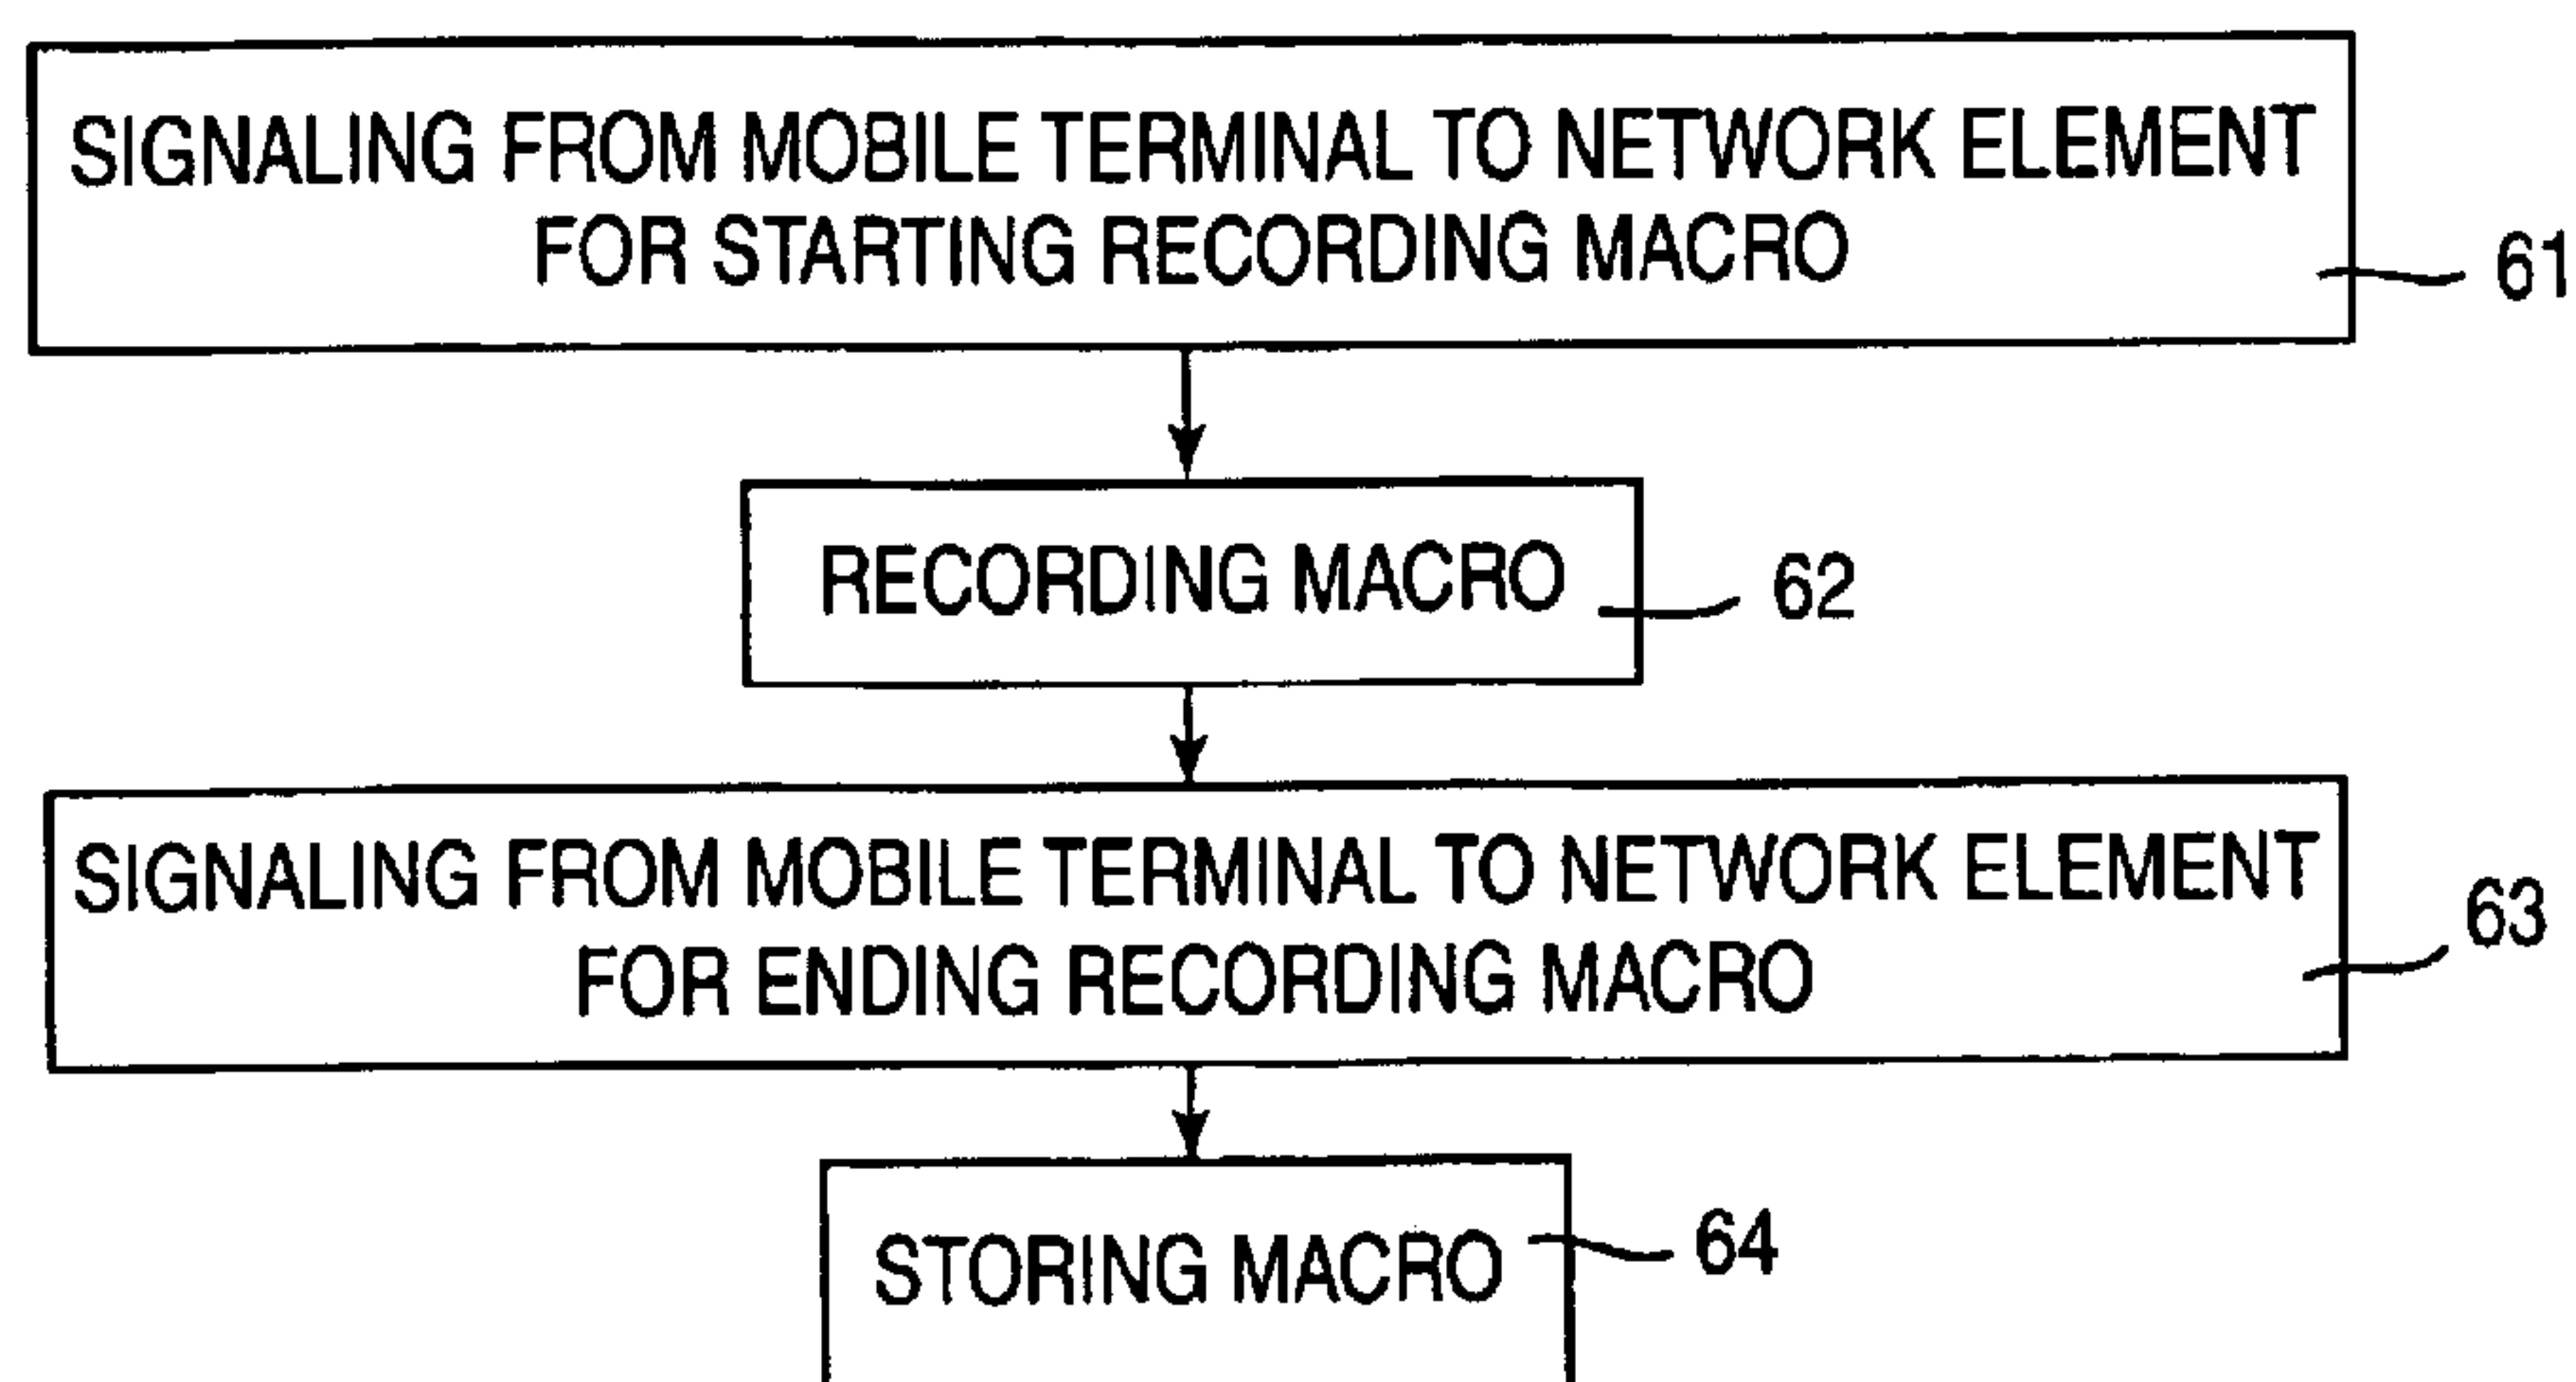 SIGNALING FROM MOBILE TERMINAL TO NETWORK ELEMENT
FOR STARTING RECORDING MACRO
61
RECORDING MACRO
62
SIGNALING FROM MOBILE TERMINAL TO NETWORK ELEMENT
FOR ENDING RECORDING MACRO
63
STORING MACRO
64